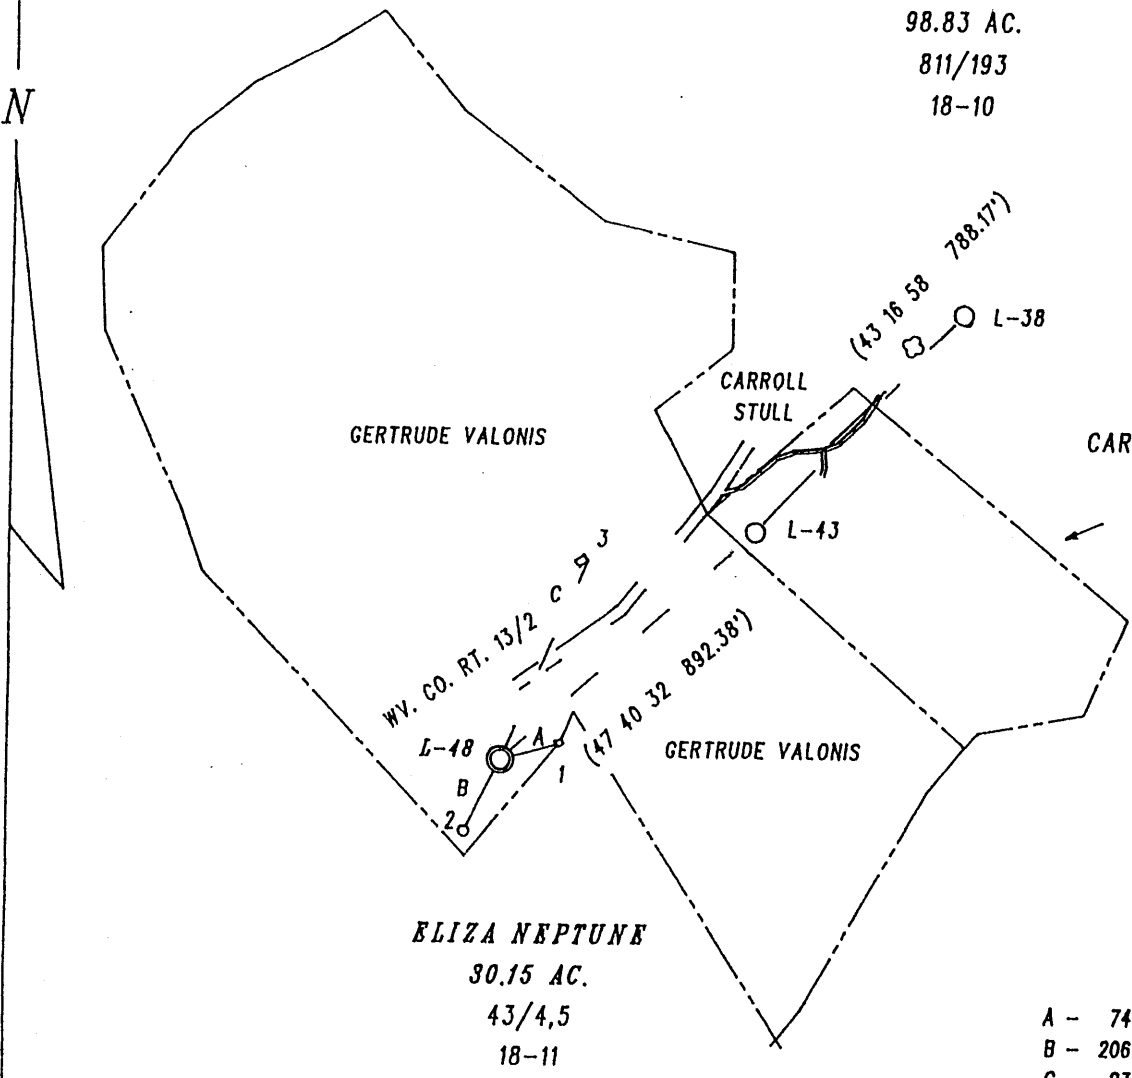 98.83 AC.
811/193
18-10
N
(43 16 58 788.17')
L-38
CARROLL
STULL
GERTRUDE VALONIS
CAR
L-43
3
C
WV. CO. RT. 13/2
(47 40 32 892.38')
L-48
A
GERTRUDE VALONIS
1
B
2
ELIZA NEPTUNE
30.15 AC.
43/4,5
18-11
A - 74
B - 206